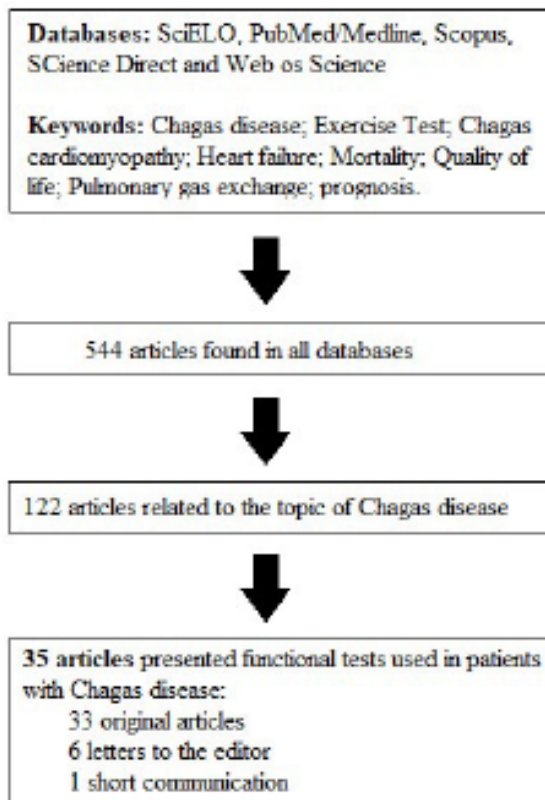 Databases: SciELO, PubMed/Medline, Scopus,
SCience Direct and Web os Science
Keywords: Chagas disease; Exercise Test; Chagas
cardiomyopathy; Heart failure; Mortality; Quality of
life; Pulmonary gas exchange; prognosis.
544 articles found in all databases
122 articles related to the topic of Chagas disease
35 articles presented functional tests used in patients
with Chagas disease:
33 original articles
6 letters to the editor
1 short communication